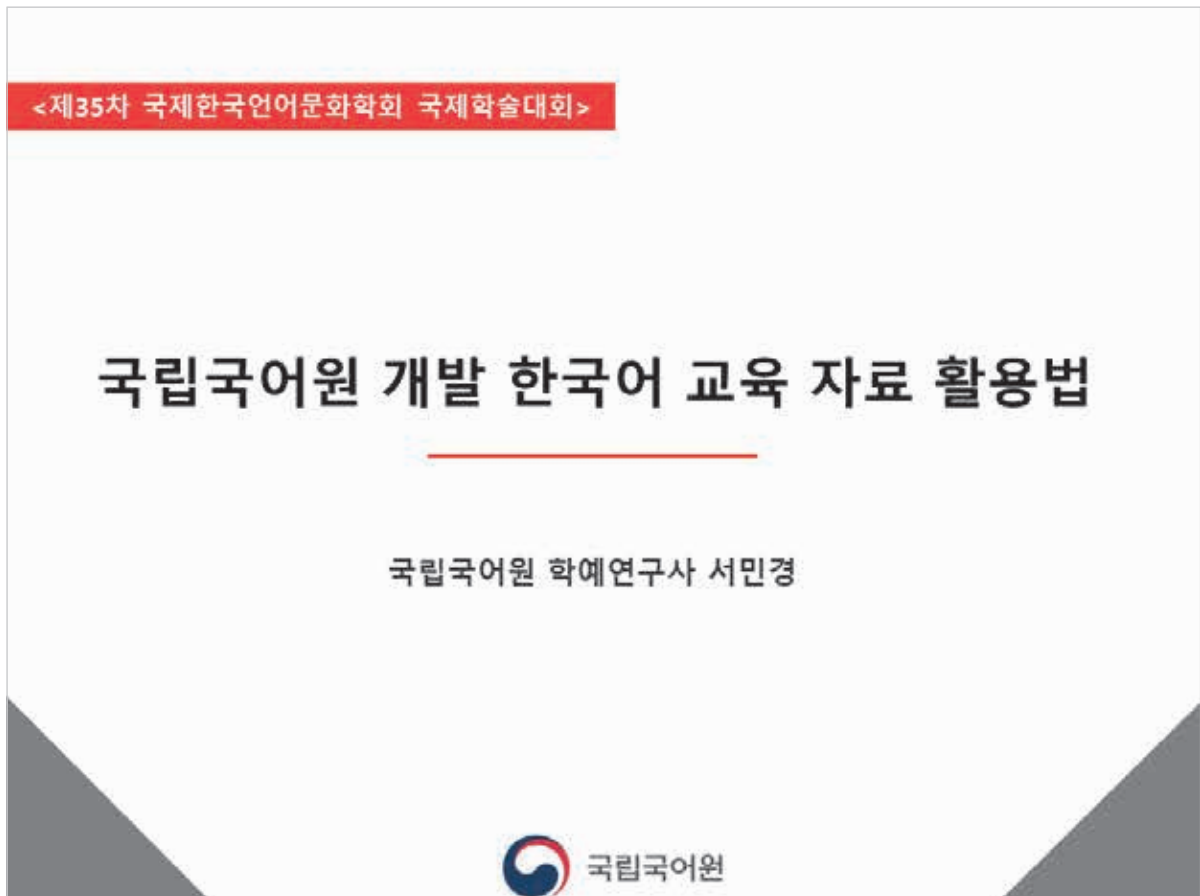 <제35차 국제한국언어문화학회 국제학술대회>
국립국어원 개발 한국어 교육 자료 활용법
국립국어원 학예연구사 서민경
국립국어원